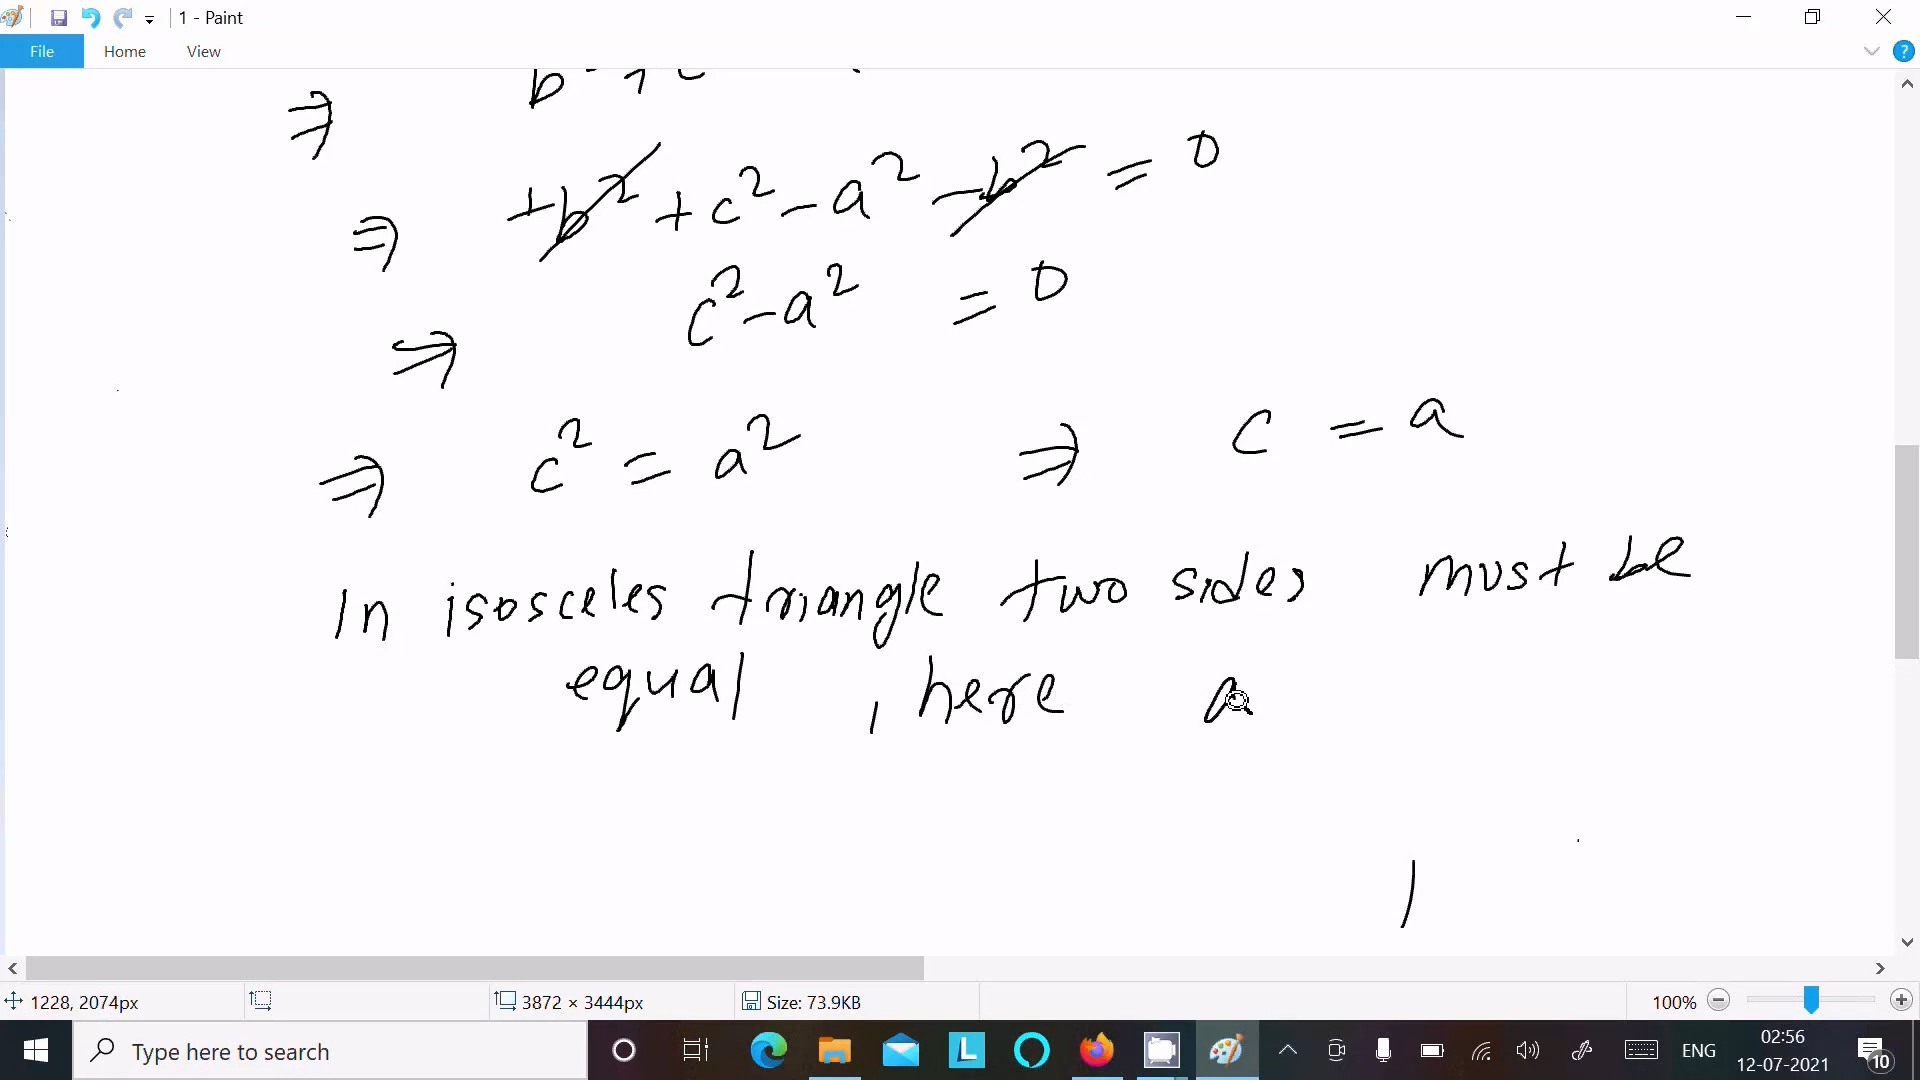 1 - Paint
File Home View
⇒
⇒ +b² + c² - a² - b² = 0
⇒ c² - a² = 0
⇒ c² = a² ⇒ c = a
In isosceles triangle two sides must be
equal, here a
1228, 2074px 3872 × 3444px Size: 73.9KB 100%
Type here to search ENG 02:56
12-07-2021 10